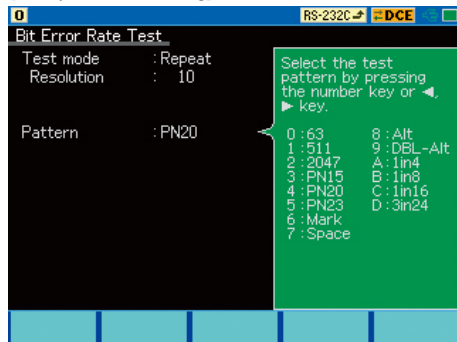 0 RS-232C DCE
Bit Error Rate Test
Test mode : Repeat
Resolution : 10
Pattern : PN20
Select the test
pattern by pressing
the number key or ◄,
► key.
0 : 63 8 : Alt
1 : 511 9 : DBL-Alt
2 : 2047 A : 1in4
3 : PN15 B : 1in8
4 : PN20 C : 1in16
5 : PN23 D : 3in24
6 : Mark
7 : Space